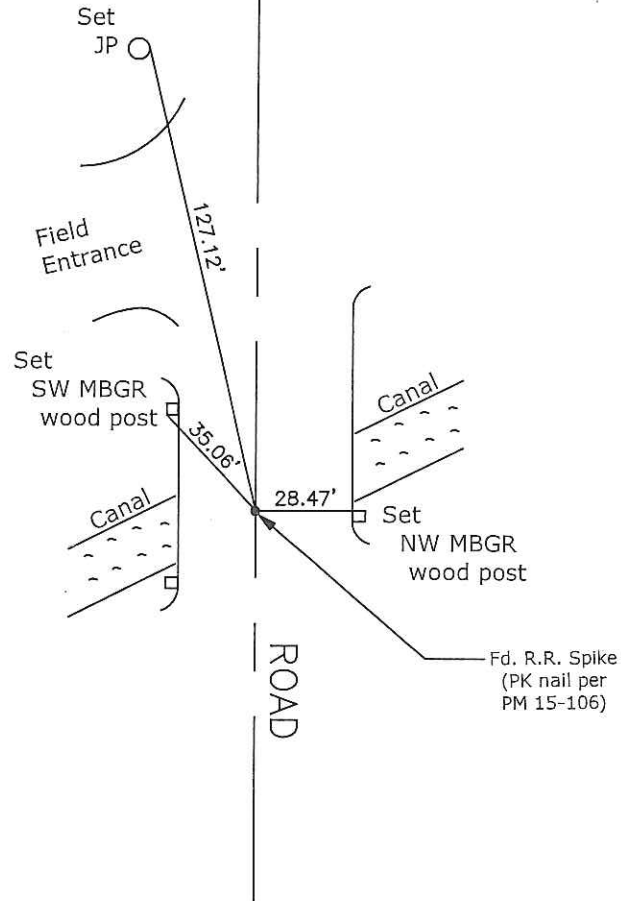 Set
JP
127.12'
Field
Entrance
Set
SW MBGR
wood post
35.06'
Canal
28.47'
Set
NW MBGR
wood post
Canal
Fd. R.R. Spike
(PK nail per
PM 15-106)
ROAD